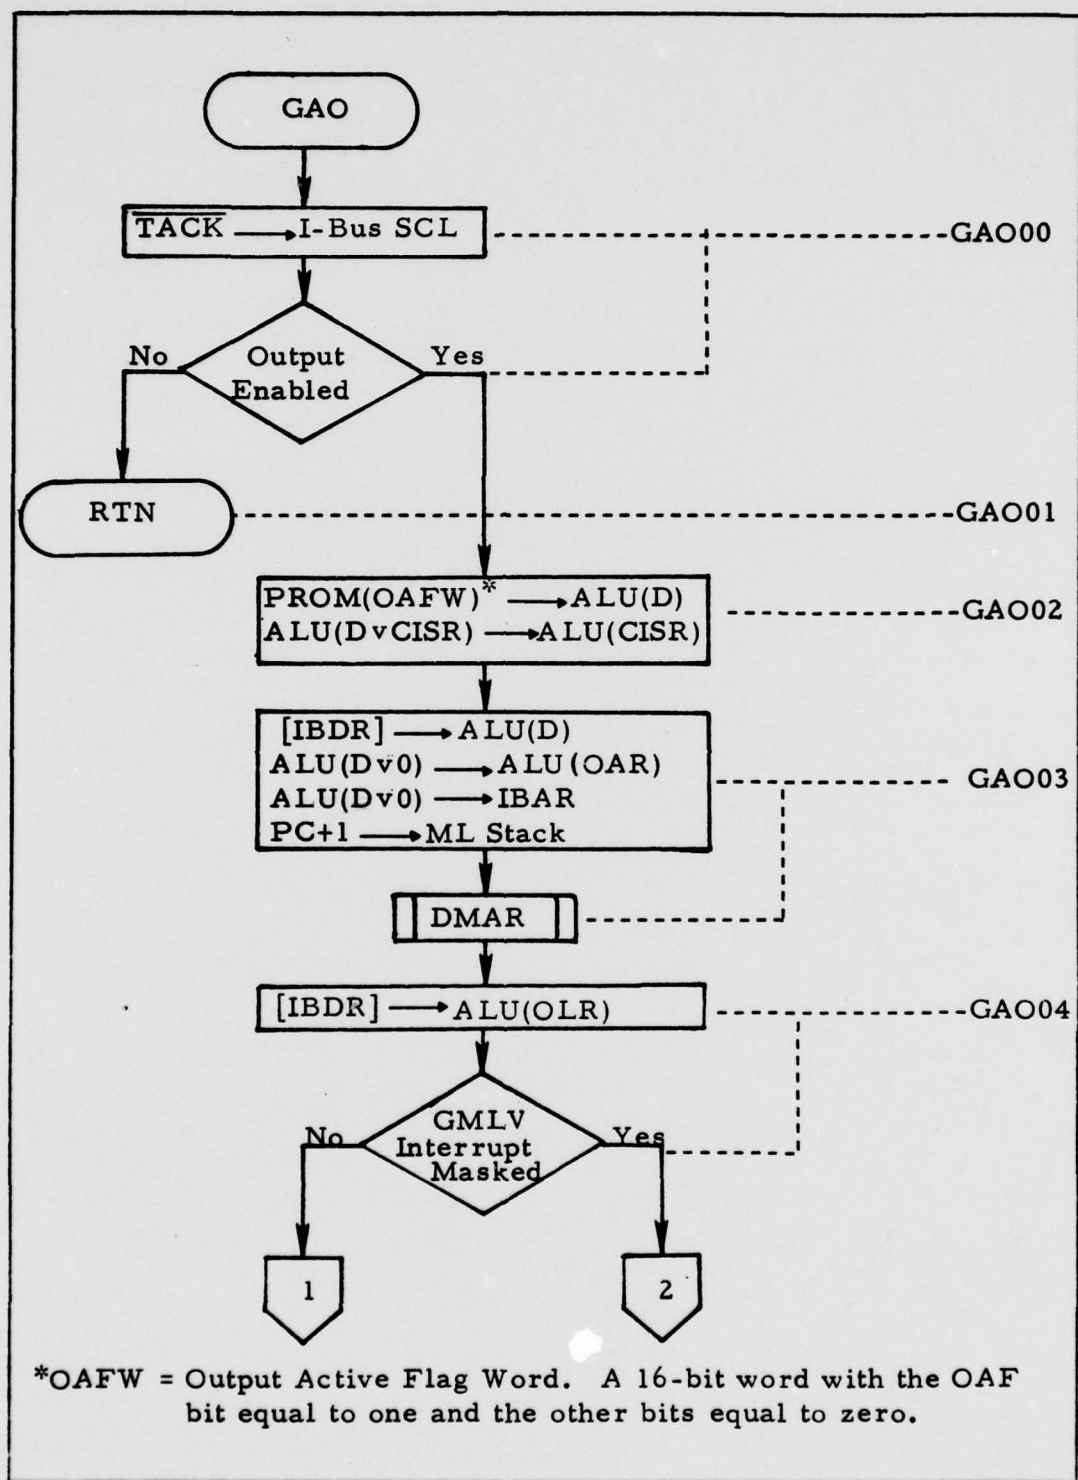 GAO
TACK → I-Bus SCL
GAO00
No
Output
Enabled
Yes
RTN
GAO01
PROM(OAFW)* → ALU(D)
ALU(DvCISR) → ALU(CISR)
GAO02
[IBDR] → ALU(D)
ALU(Dv0) → ALU(OAR)
ALU(Dv0) → IBAR
PC+1 → ML Stack
GAO03
DMAR
[IBDR] → ALU(OLR)
GAO04
No
GMLV
Interrupt
Masked
Yes
1
2
*OAFW = Output Active Flag Word. A 16-bit word with the OAF
bit equal to one and the other bits equal to zero.